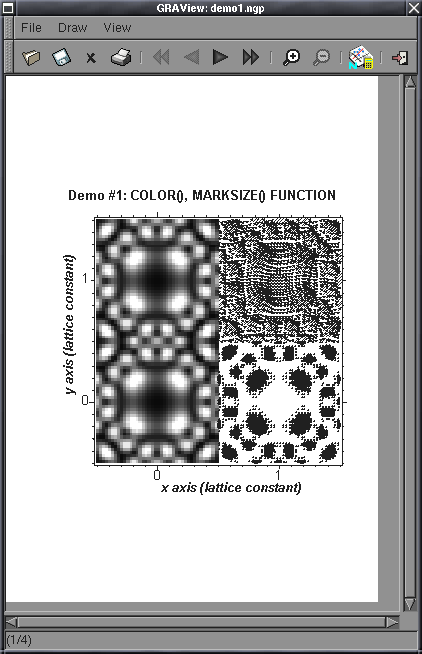 GRAView: demo1.ngp
File Draw View
Demo #1: COLOR(), MARKSIZE() FUNCTION
y axis (lattice constant)
1
0
0 1
x axis (lattice constant)
(1/4)